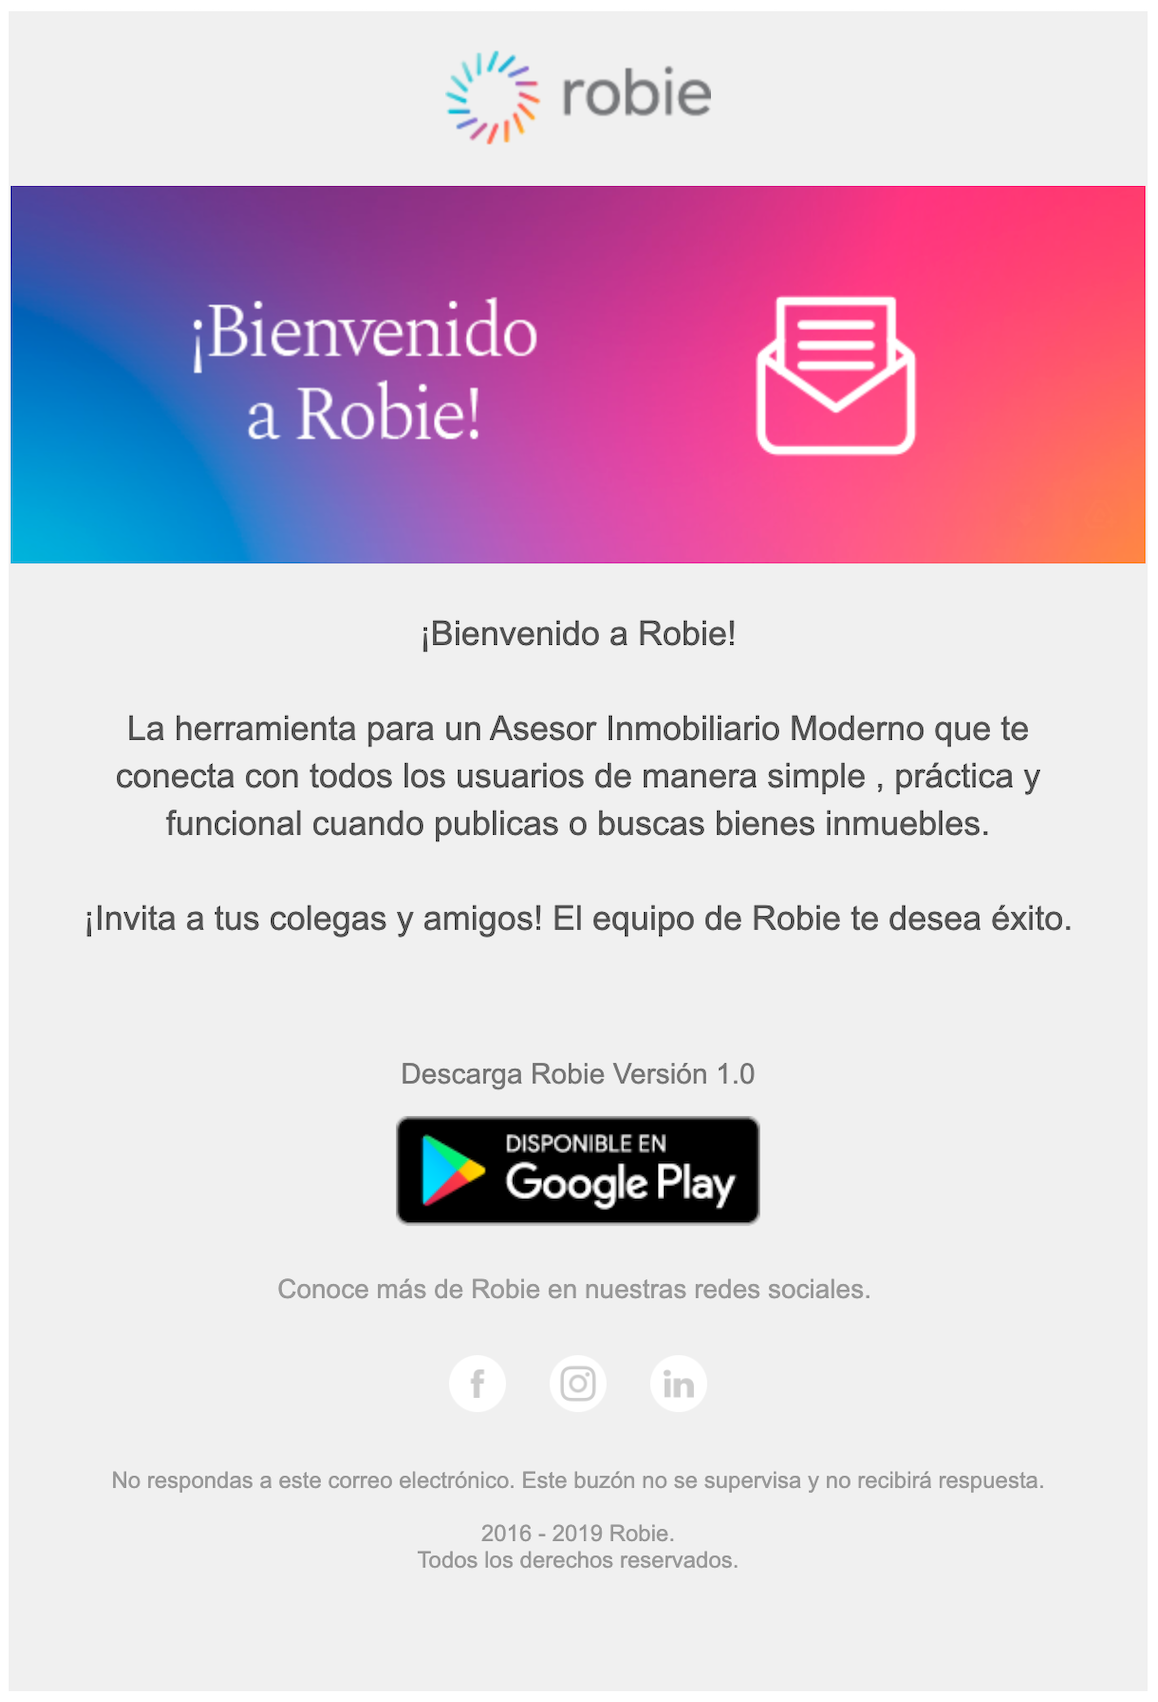 robie
¡Bienvenido
a Robie!
¡Bienvenido a Robie!
La herramienta para un Asesor Inmobiliario Moderno que te
conecta con todos los usuarios de manera simple , práctica y
funcional cuando publicas o buscas bienes inmuebles.
¡Invita a tus colegas y amigos! El equipo de Robie te desea éxito.
Descarga Robie Versión 1.0
DISPONIBLE EN
Google Play
Conoce más de Robie en nuestras redes sociales.
f in
No respondas a este correo electrónico. Este buzón no se supervisa y no recibirá respuesta.
2016 - 2019 Robie.
Todos los derechos reservados.